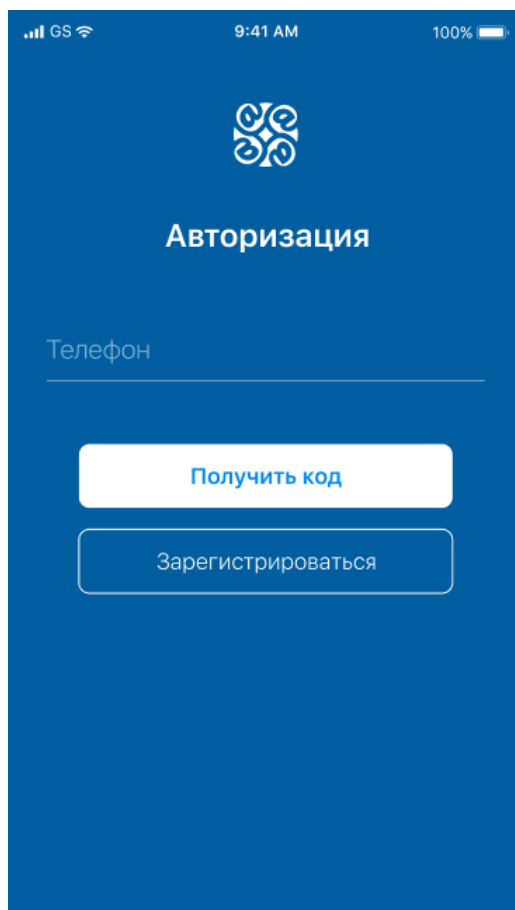 GS 9:41 AM 100%
Авторизация
Телефон
Получить код
Зарегистрироваться